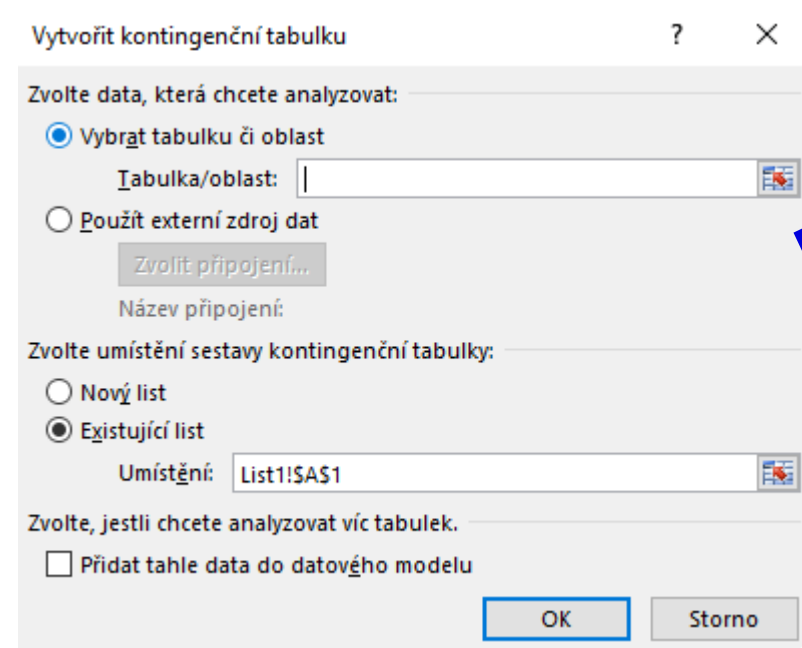 Vytvořit kontingenční tabulku ? ×
Zvolte data, která chcete analyzovat:
Vybrat tabulku či oblast
Tabulka/oblast:
Použít externí zdroj dat
Zvolit připojení...
Název připojení:
Zvolte umístění sestavy kontingenční tabulky:
Nový list
Existující list
Umístění: List1!$A$1
Zvolte, jestli chcete analyzovat víc tabulek.
Přidat tahle data do datového modelu
OK Storno